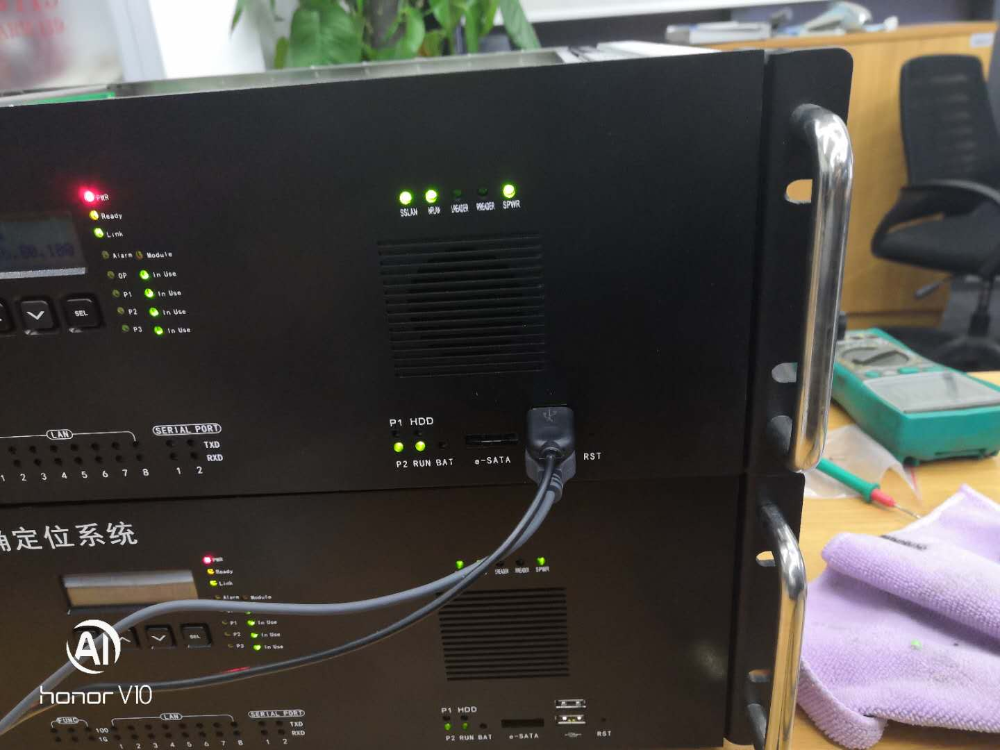 PWR
Ready
Link
Alarm Module
OP In Use
P1 In Use
P2 In Use
P3 In Use
SEL
SSLAN NPLAN LREADER RREADER SPWR
LAN
SERIAL PORT
TXD
RXD
1 2 3 4 5 6 7 8
1 2
P1 HDD
P2 RUN BAT
e-SATA
RST
定位系统
PWR
Ready
Link
Alarm Module
P1 In Use
P2 In Use
P3 In Use
SEL
LREADER RREADER SPWR
FUNC
LAN
SERIAL PORT
100
1G
TXD
RXD
1 2 3 4 5 6 7 8
1 2
P1 HDD
P2 RUN BAT
e-SATA
RST
AI
honor V10